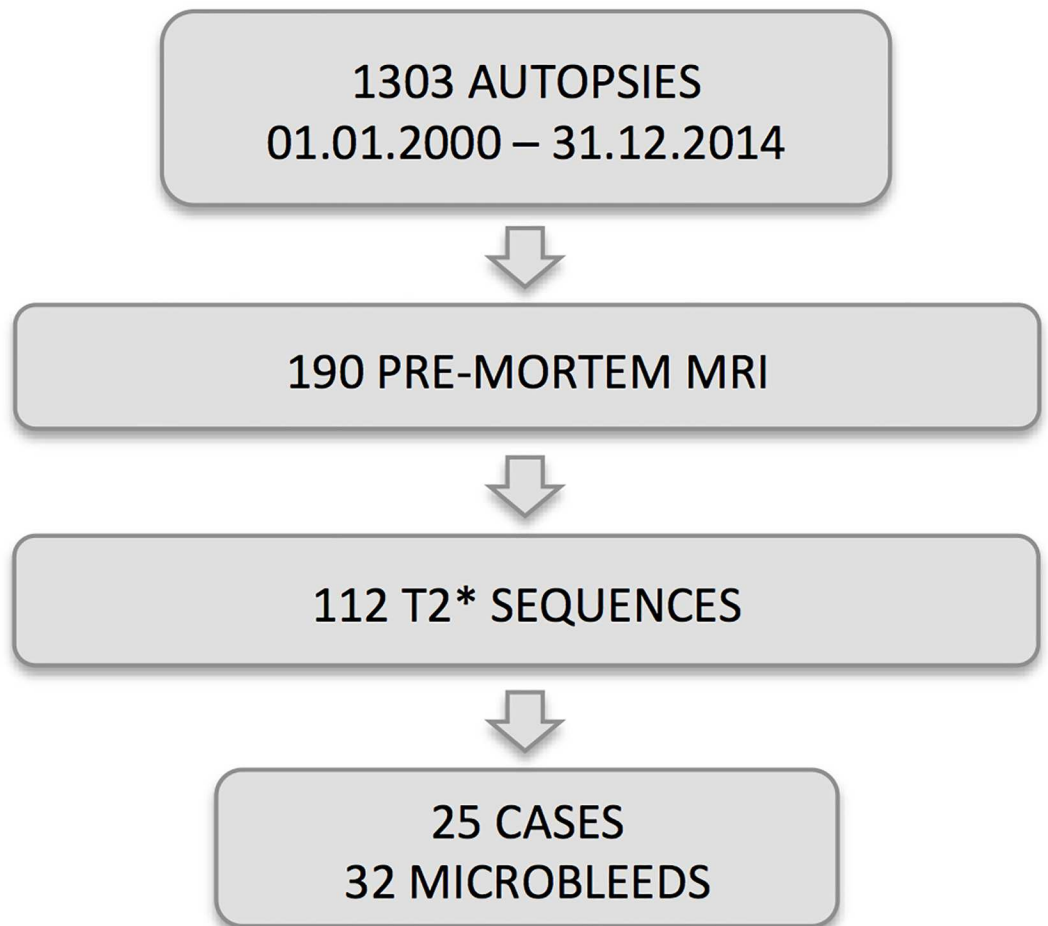 1303 AUTOPSIES
01.01.2000 – 31.12.2014
190 PRE-MORTEM MRI
112 T2* SEQUENCES
25 CASES
32 MICROBLEEDS